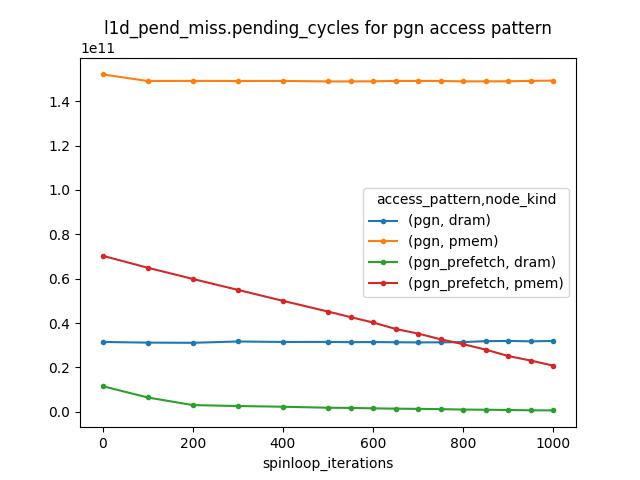 l1d_pend_miss.pending_cycles for pgn access pattern
1e11
1.4
1.2
1.0
0.8
0.6
0.4
0.2
0.0
access_pattern,node_kind
(pgn, dram)
(pgn, pmem)
(pgn_prefetch, dram)
(pgn_prefetch, pmem)
0 200 400 600 800 1000
spinloop_iterations